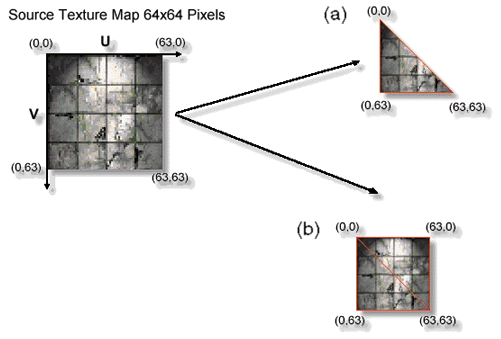 Source Texture Map 64x64 Pixels
(0,0) U (63,0)
V
(0,63) (63,63)
(a)
(0,0)
(0,63) (63,63)
(b)
(0,0) (63.0)
(0,63) (63,63)